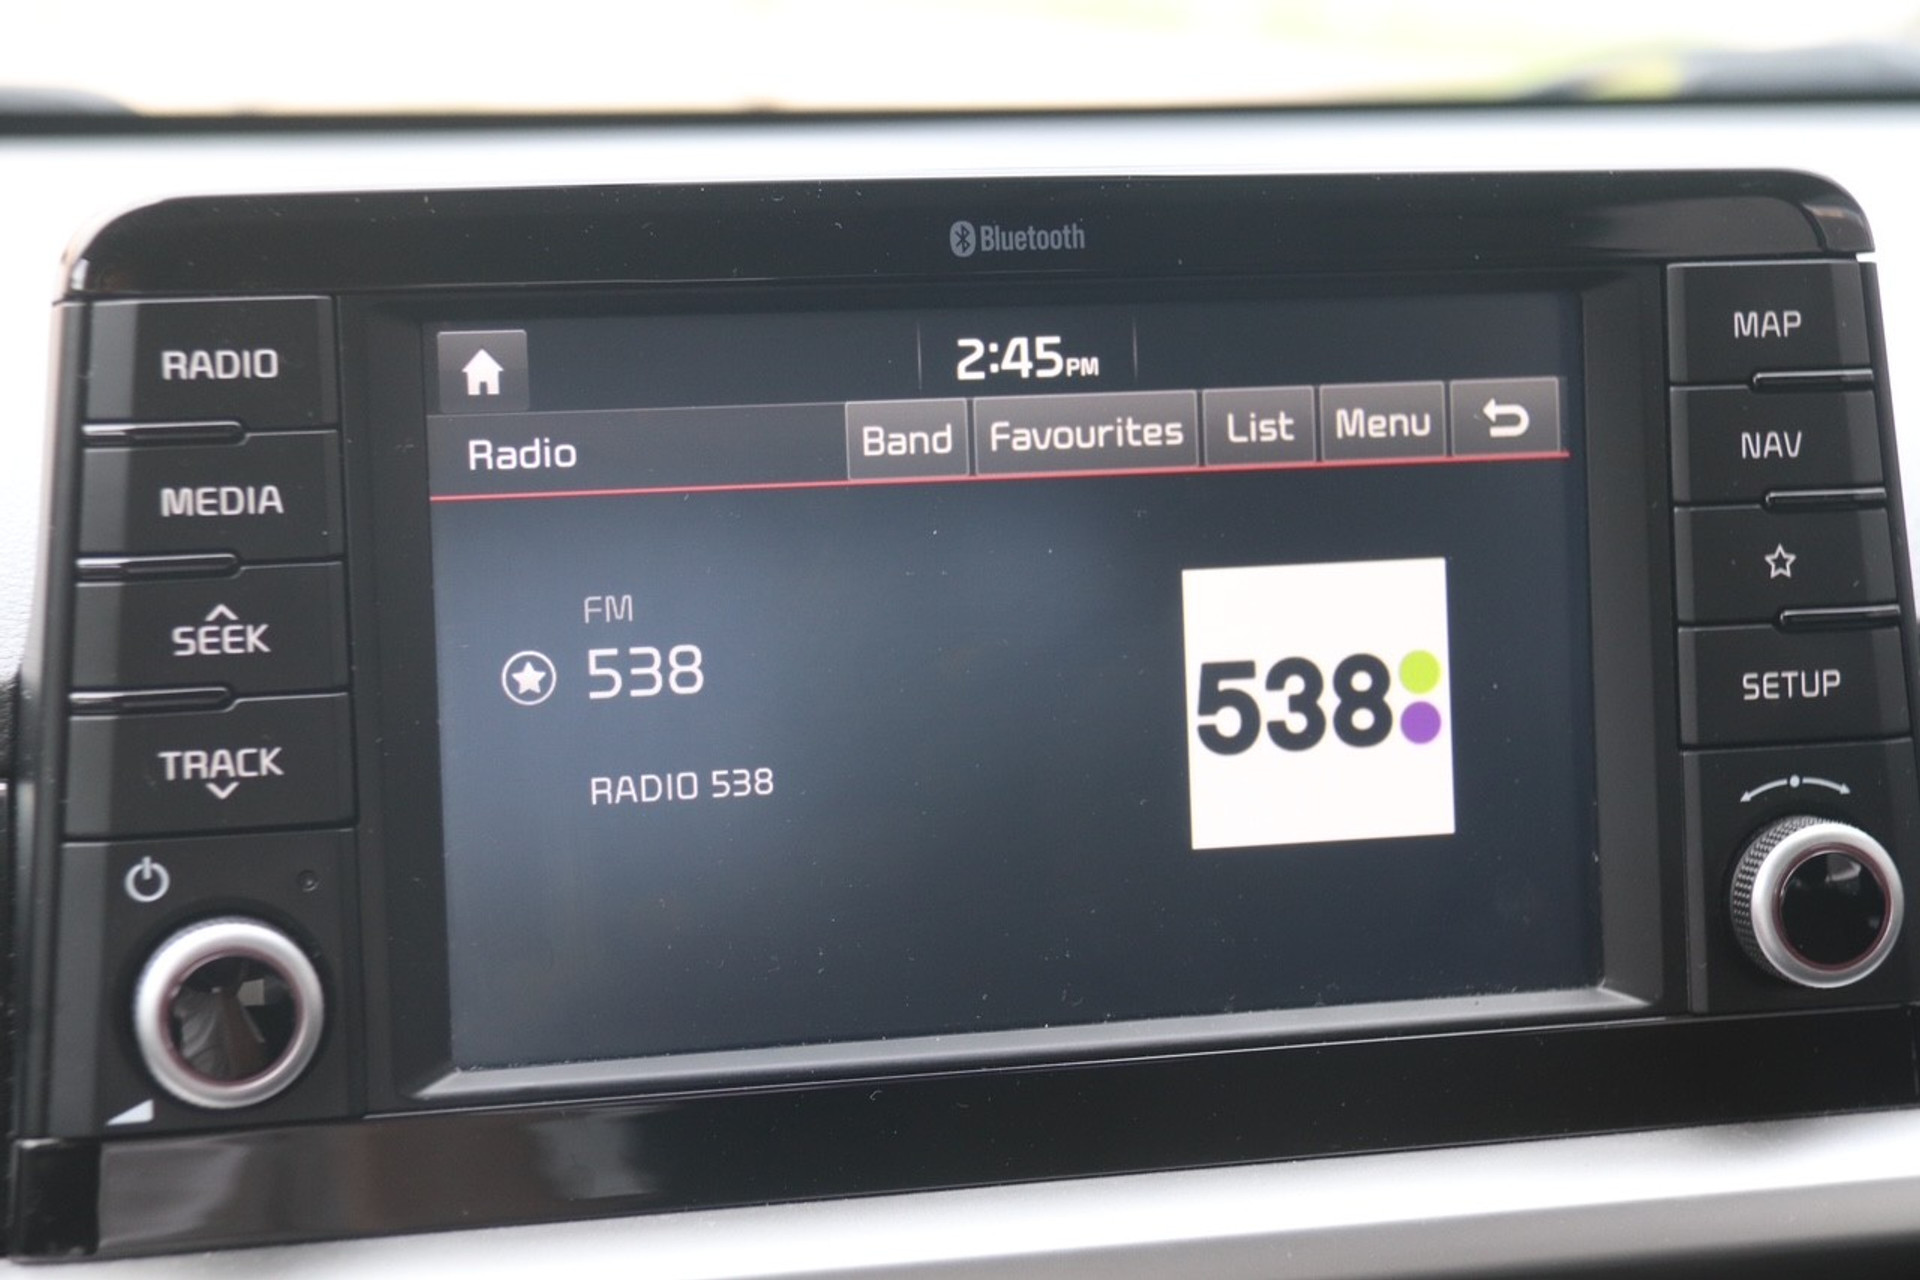 Bluetooth
RADIO
MEDIA
SEEK
TRACK
2:45PM
Radio
Band
Favourites
List
Menu
FM
538
RADIO 538
538
MAP
NAV
SETUP